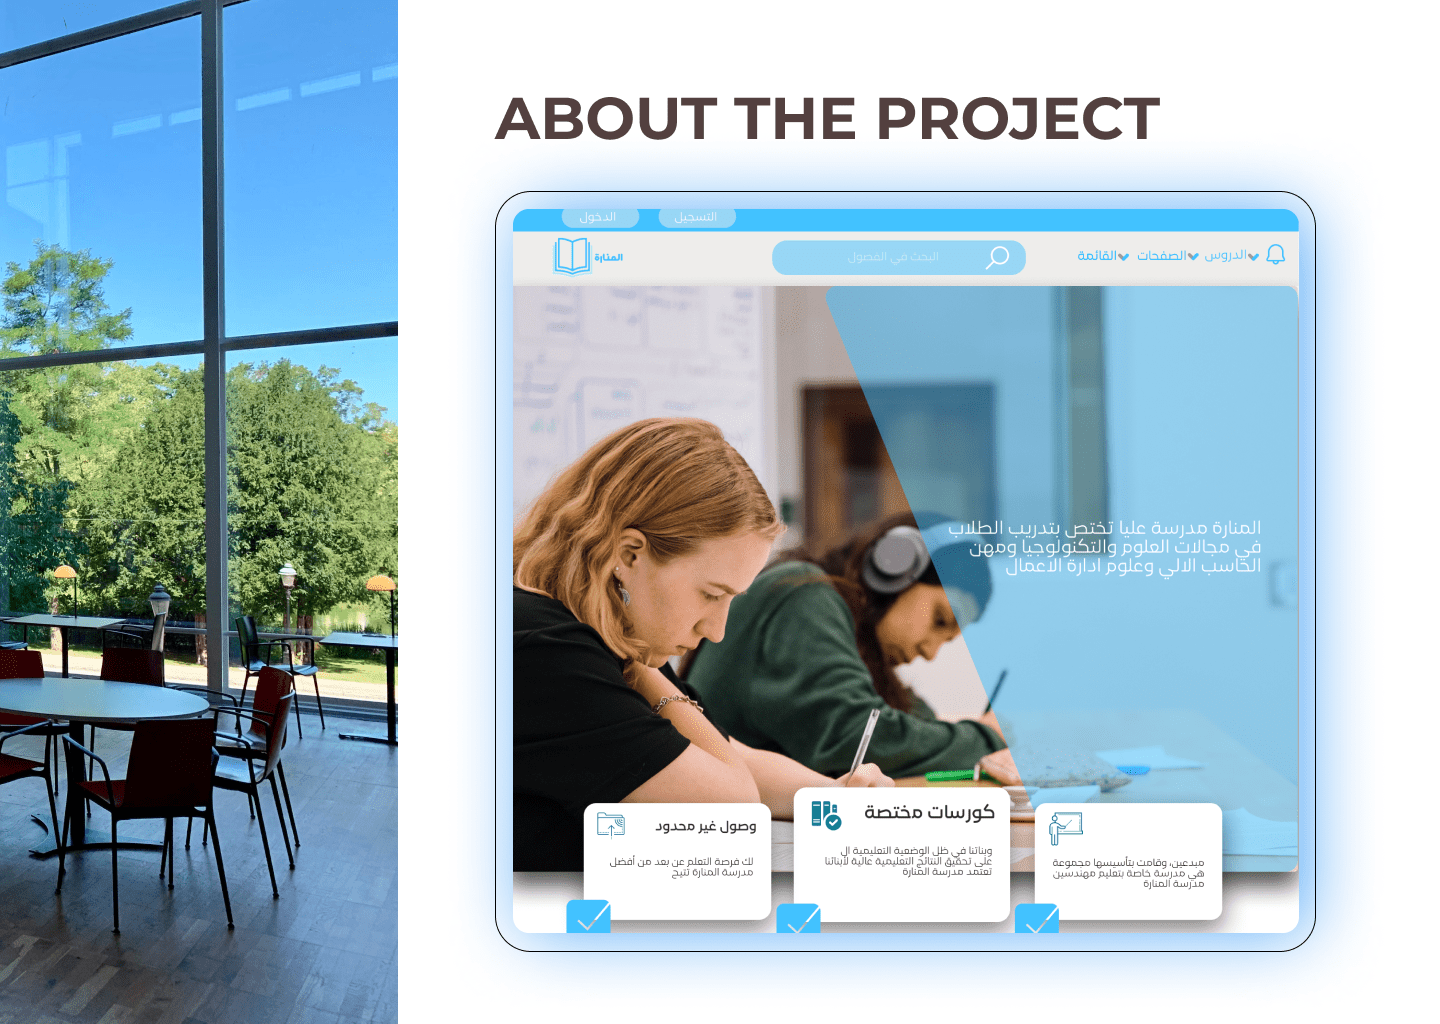 ABOUT THE PROJECT
التسجيل
الدخول
الدروس
الصفحات
القائمة
البحث في الفصول
المنارة
المنارة مدرسة عليا تختص بتدريب الطلاب
في مجالات العلوم والتكنولوجيا ومهن
الحاسب الالي وعلوم ادارة الاعمال
مبدعين، وقامت بتأسيسها مجموعة
هي مدرسة خاصة بتعليم مهندسين
مدرسة المنارة
كورسات مختصة
وبناتنا في ظل الوضعية التعليمية ال
على تحقيق النتائج التعليمية عالية لأبنائنا
تعتمد مدرسة المنارة
وصول غير محدود
لك فرصة التعلم عن بعد من أفضل
مدرسة المنارة تتيح